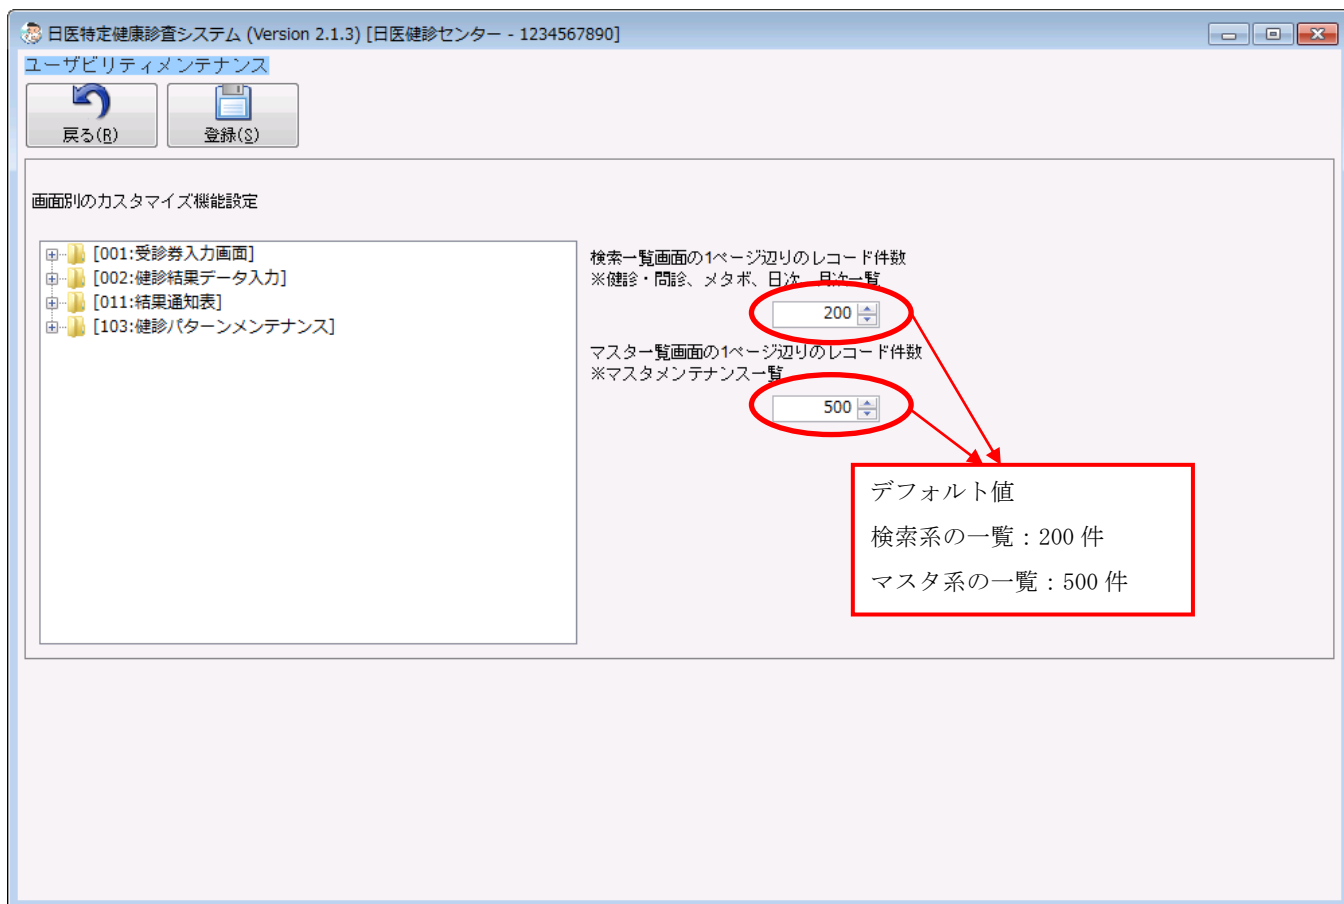 日医特定健康診査システム (Version 2.1.3) [日医健診センター - 1234567890]
ユーザビリティメンテナンス
戻る(R)
登録(S)
画面別のカスタマイズ機能設定
[001:受診券入力画面]
[002:健診結果データ入力]
[011:結果通知表]
[103:健診パターンメンテナンス]
検索一覧画面の1ページ辺りのレコード件数
※健診・問診、メタボ、日次、月次一覧
200
マスター覧画面の1ページ辺りのレコード件数
※マスタメンテナンス一覧
500
デフォルト値
検索系の一覧：200 件
マスタ系の一覧：500 件